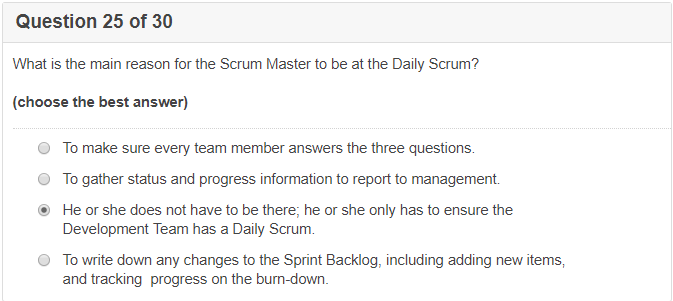 Question 25 of 30
What is the main reason for the Scrum Master to be at the Daily Scrum?
(choose the best answer)
To make sure every team member answers the three questions.
To gather status and progress information to report to management.
He or she does not have to be there; he or she only has to ensure the
Development Team has a Daily Scrum.
To write down any changes to the Sprint Backlog, including adding new items,
and tracking  progress on the burn-down.